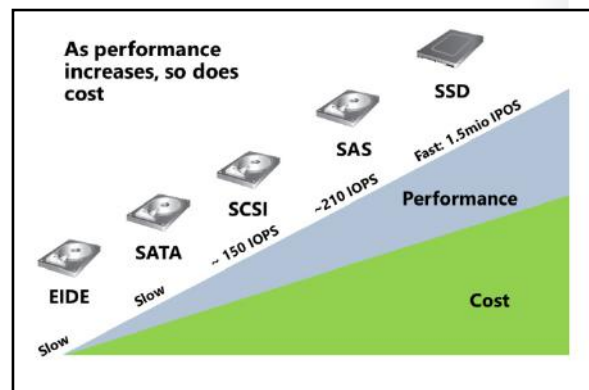 As performance
increases, so does
cost
SSD
SAS
Fast: 1.5mio IPOS
SCSI
~210 IOPS
Performance
SATA
~ 150 IOPS
EIDE
Slow
Cost
Slow